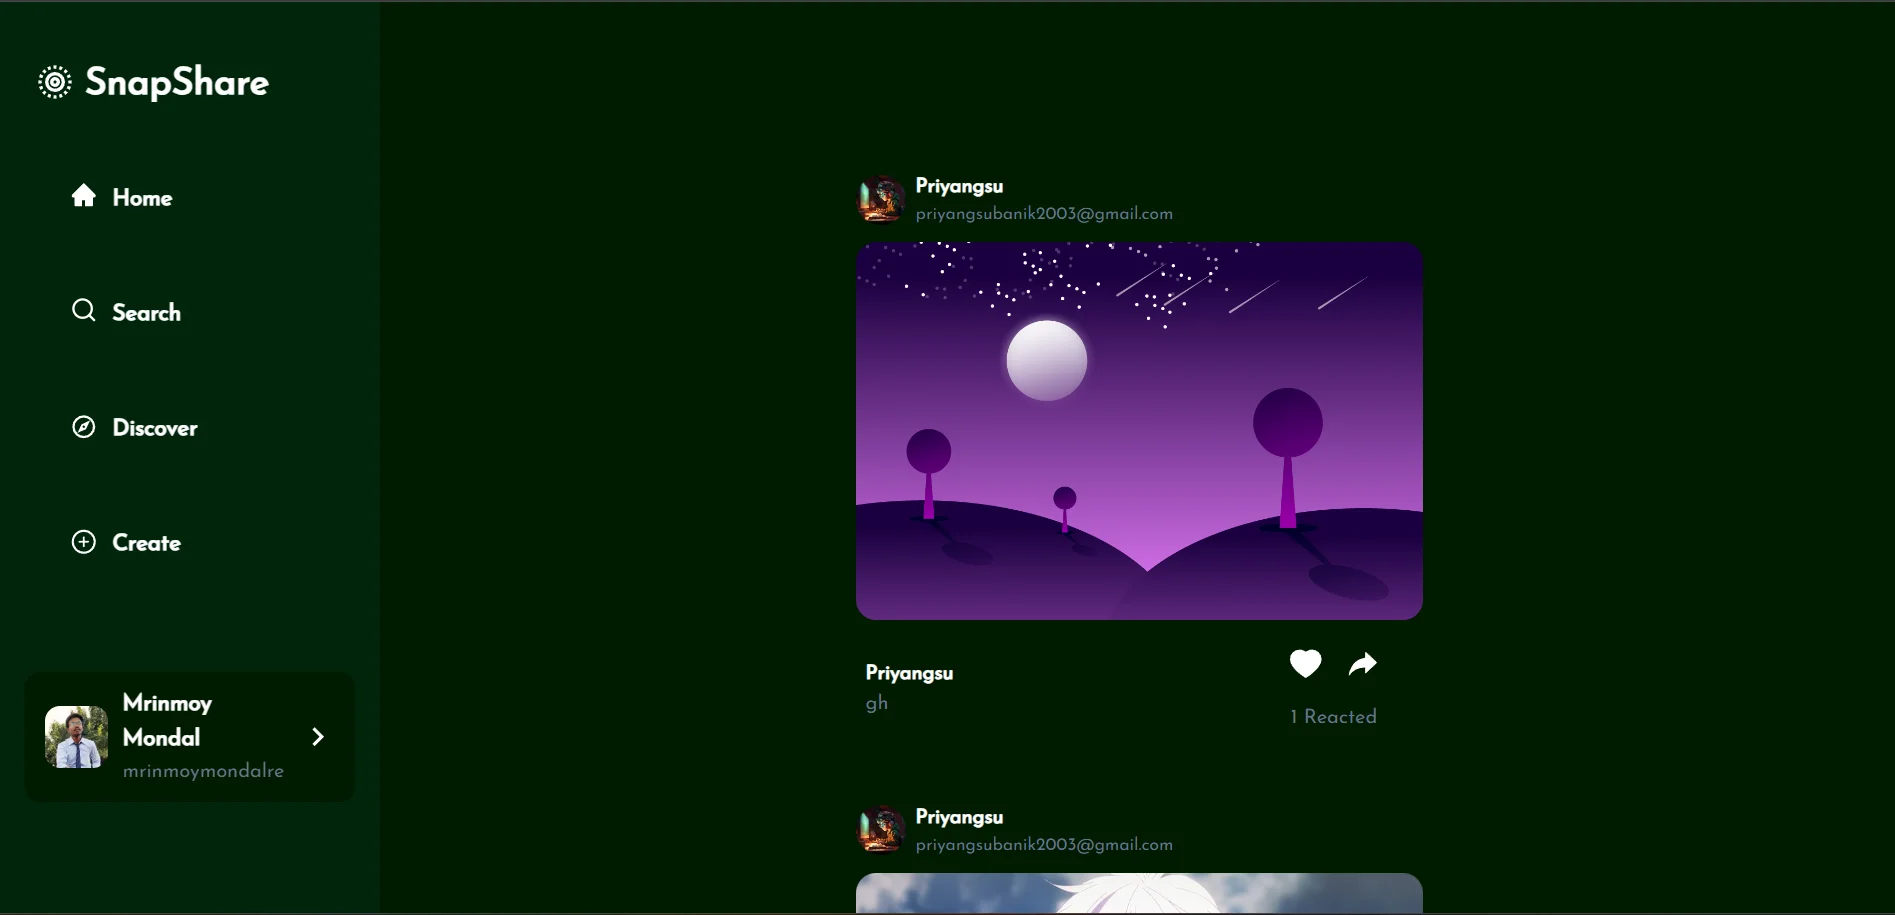 SnapShare
Home
Search
Discover
Create
Mrinmoy
Mondal
mrinmoymondalre
Priyangsu
priyangsubanik2003@gmail.com
Priyangsu
gh
1 Reacted
Priyangsu
priyangsubanik2003@gmail.com